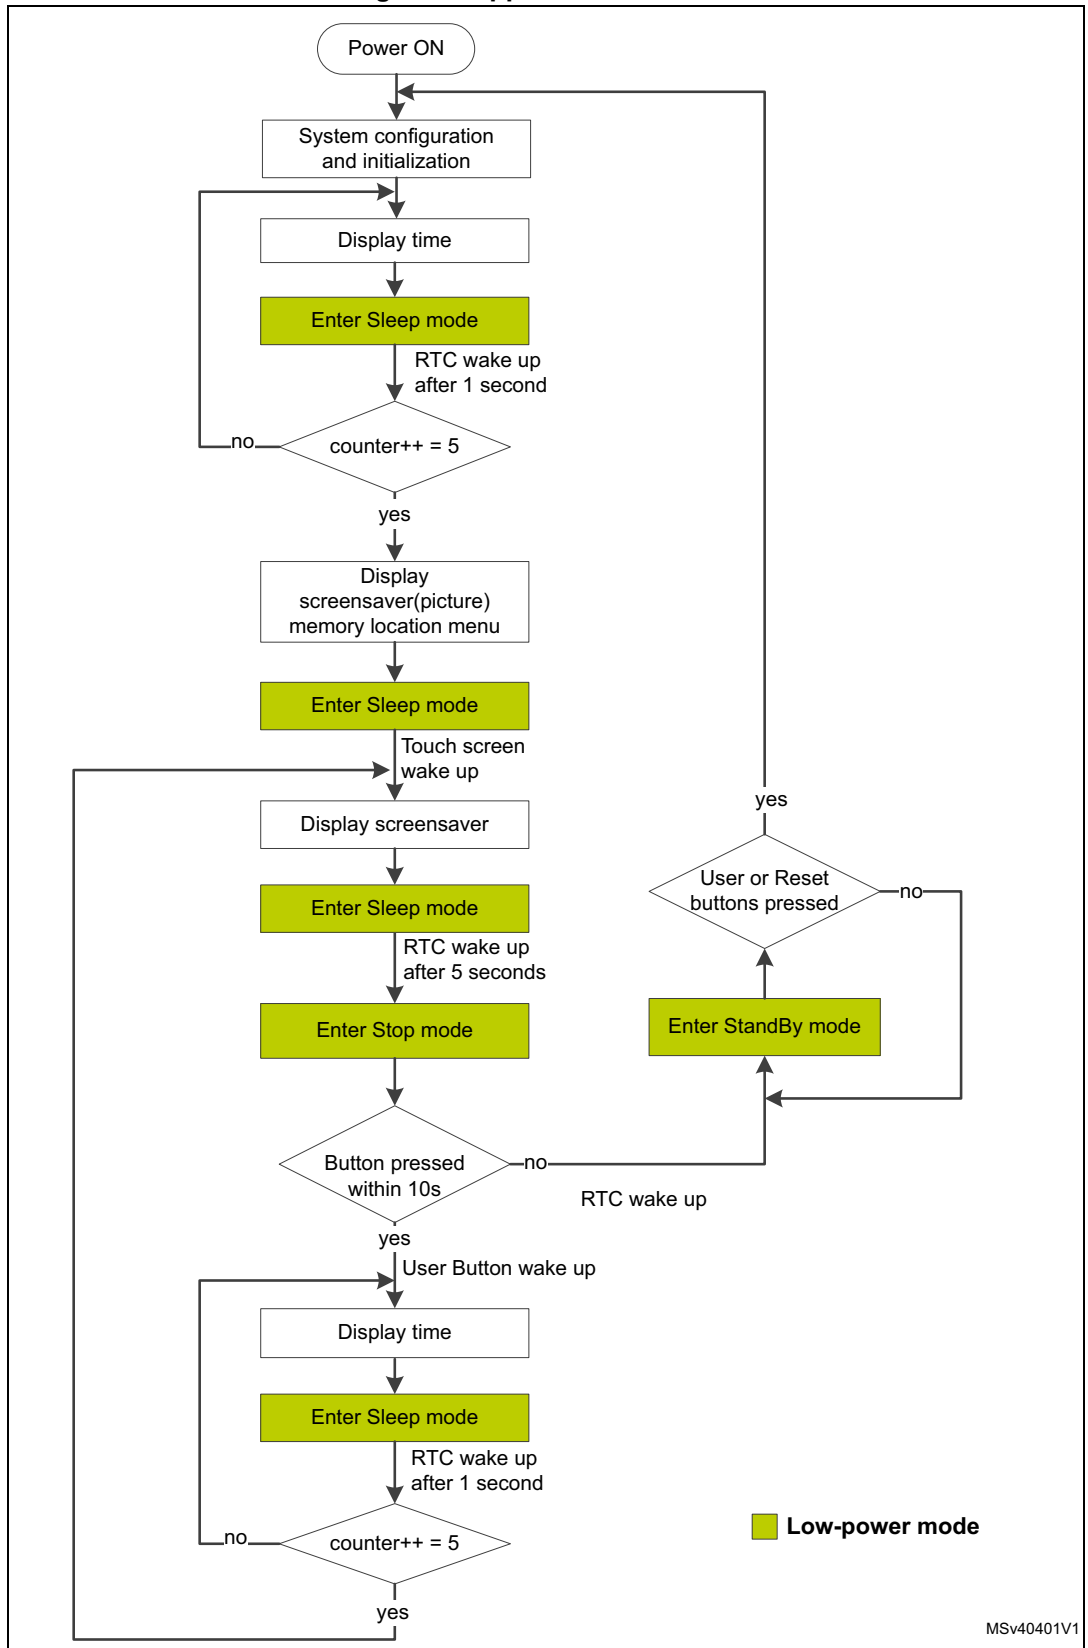 Power ON
System configuration
and initialization
Display time
Enter Sleep mode
RTC wake up
after 1 second
no
counter++ = 5
yes
Display
screensaver(picture)
memory location menu
Enter Sleep mode
Touch screen
wake up
Display screensaver
Enter Sleep mode
RTC wake up
after 5 seconds
Enter Stop mode
Button pressed
within 10s
no
RTC wake up
yes
User or Reset
buttons pressed
no
Enter StandBy mode
yes
User Button wake up
Display time
Enter Sleep mode
RTC wake up
after 1 second
no
counter++ = 5
yes
Low-power mode
MSv40401V1